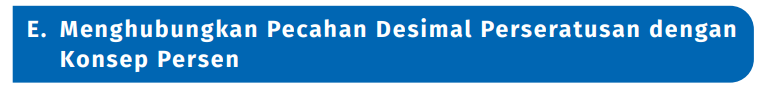 E. Menghubungkan Pecahan Desimal Perseratusan dengan
Konsep Persen